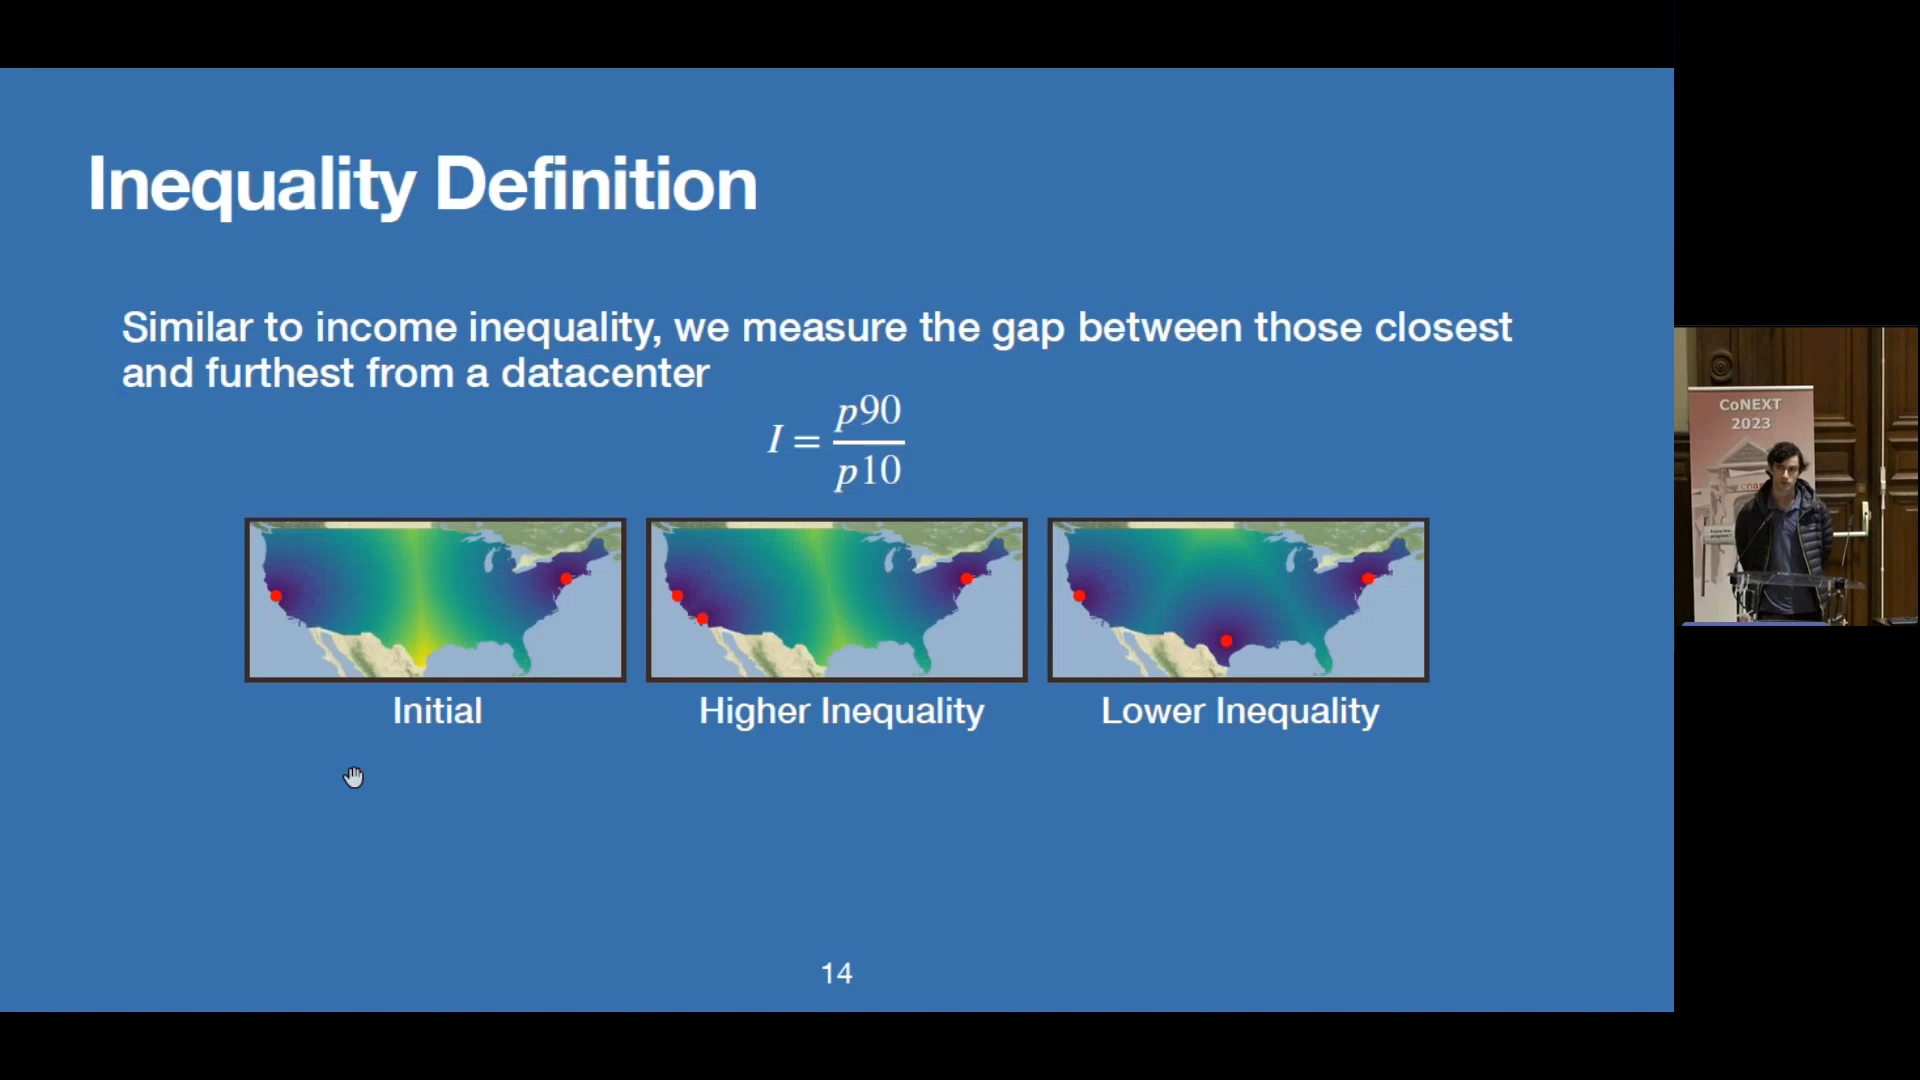 Inequality Definition
Similar to income inequality, we measure the gap between those closest
and furthest from a datacenter
I = p90 / p10
Initial
Higher Inequality
Lower Inequality
14
CoNEXT
2023